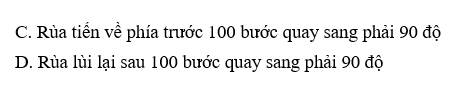 C. Rùa tiến về phía trước 100 bước quay sang phải 90 độ
D. Rùa lùi lại sau 100 bước quay sang phải 90 độ